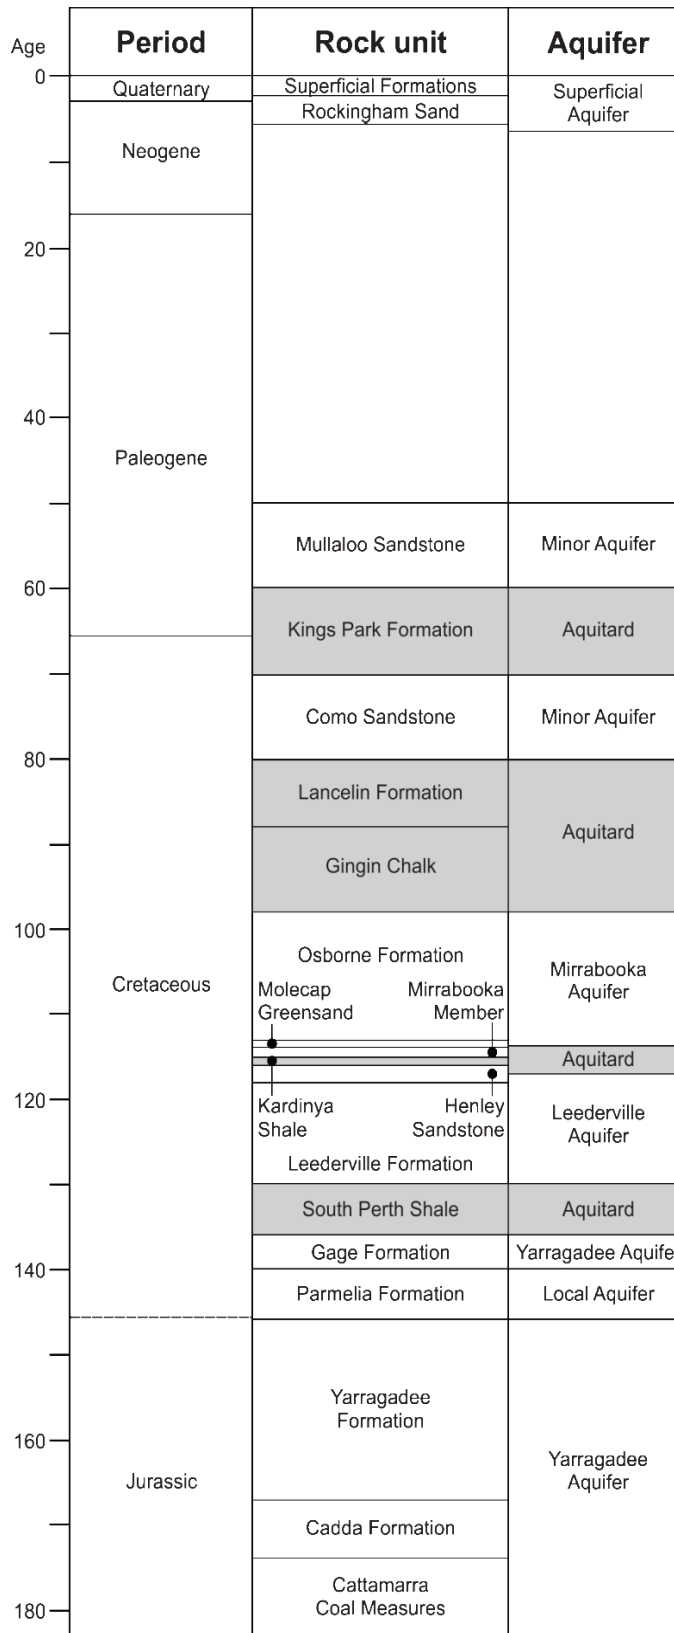 Age
Period
Rock unit
Aquifer
0
Quaternary
Superficial Formations
Superficial
Aquifer
Rockingham Sand
Neogene
20
40
Paleogene
Mullaloo Sandstone
Minor Aquifer
60
Kings Park Formation
Aquitard
Como Sandstone
Minor Aquifer
80
Lancelin Formation
Aquitard
Gingin Chalk
100
Osborne Formation
Mirrabooka
Aquifer
Cretaceous
Molecap
Greensand
Mirrabooka
Member
Aquitard
120
Kardinya
Shale
Henley
Sandstone
Leederville
Aquifer
Leederville Formation
South Perth Shale
Aquitard
Gage Formation
Yarragadee Aquife
140
Parmelia Formation
Local Aquifer
Yarragadee
Formation
160
Jurassic
Yarragadee
Aquifer
Cadda Formation
Cattamarra
Coal Measures
180